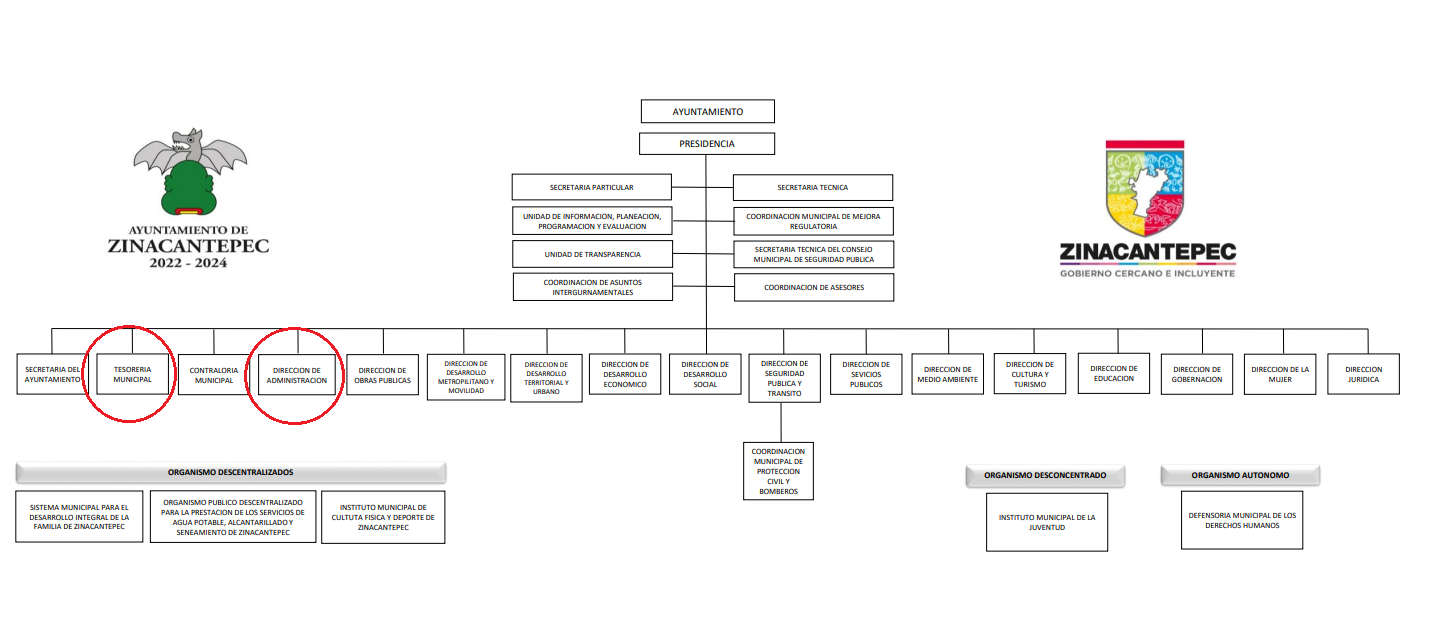 AYUNTAMIENTO
PRESIDENCIA
SECRETARIA PARTICULAR
SECRETARIA TECNICA
UNIDAD DE INFORMACION, PLANEACION,
PROGRAMACION Y EVALUACION
COORDINACION MUNICIPAL DE MEJORA
REGULATORIA
UNIDAD DE TRANSPARENCIA
SECRETARIA TECNICA DEL CONSEJO
MUNICIPAL DE SEGURIDAD PUBLICA
COORDINACION DE ASUNTOS
INTERGURNAMENTALES
COORDINACION DE ASESORES
AYUNTAMIENTO DE
ZINACANTEPEC
2022 - 2024
ZINACANTEPEC
GOBIERNO CERCANO E INCLUYENTE
SECRETARIA DEL
AYUNTAMIENTO
TESORERIA
MUNICIPAL
CONTRALORIA
MUNICIPAL
DIRECCION DE
ADMINISTRACION
DIRECCION DE
OBRAS PUBLICAS
DIRECCION DE
DESARROLLO
METROPILITANO Y
MOVILIDAD
DIRECCION DE
DESARROLLO
TERRITORIAL Y
URBANO
DIRECCION DE
DESARROLLO
ECONOMICO
DIRECCION DE
DESARROLLO
SOCIAL
DIRECCION DE
SEGURIDAD
PUBLICA Y
TRANSITO
DIRECCION DE
SEVICIOS
PUBLICOS
DIRECCION DE
MEDIO AMBIENTE
DIRECCION DE
CULTURA Y
TURISMO
DIRECCION DE
EDUCACION
DIRECCION DE
GOBERNACION
DIRECCION DE LA
MUJER
DIRECCION
JURIDICA
COORDINACION
MUNICIPAL DE
PROTECCION
CIVIL Y
BOMBEROS
ORGANISMO DESCENTRALIZADOS
SISTEMA MUNICIPAL PARA EL
DESARROLLO INTEGRAL DE LA
FAMILIA DE ZINACANTEPEC
ORGANISMO PUBLICO DESCENTRALIZADO
PARA LA PRESTACION DE LOS SERVICIOS DE
AGUA POTABLE, ALCANTARILLADO Y
SENEAMIENTO DE ZINACANTEPEC
INSTITUTO MUNICIPAL DE
CULTUTA FISICA Y DEPORTE DE
ZINACANTEPEC
ORGANISMO DESCONCENTRADO
INSTITUTO MUNICIPAL DE LA
JUVENTUD
ORGANISMO AUTONOMO
DEFENSORIA MUNICIPAL DE LOS
DERECHOS HUMANOS